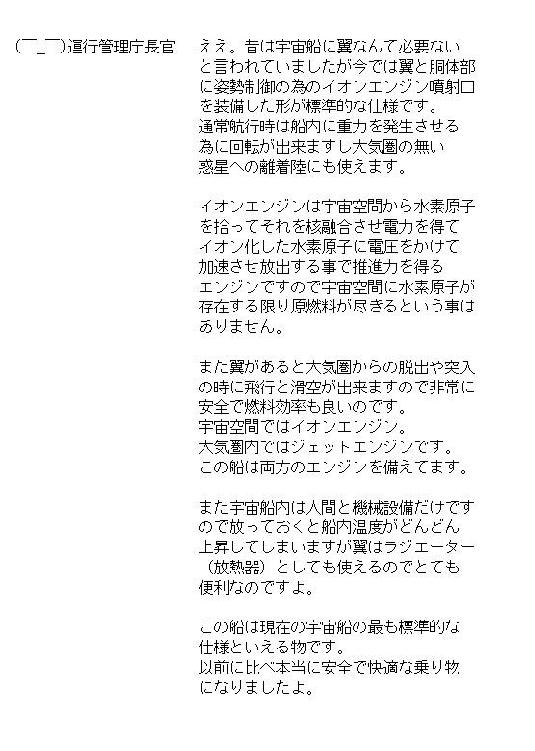 (￣_￣)運行管理庁長官 ええ。昔は宇宙船に翼なんて必要ない
と言われていましたが今では翼と胴体部
に姿勢制御の為のイオンエンジン噴射口
を装備した形が標準的な仕様です。
通常航行時は船内に重力を発生させる
為に回転が出来ますし大気圏の無い
惑星への離着陸にも使えます。
イオンエンジンは宇宙空間から水素原子
を拾ってそれを核融合させ電力を得て
イオン化した水素原子に電圧をかけて
加速させ放出する事で推進力を得る
エンジンですので宇宙空間に水素原子が
存在する限り原燃料が尽きるという事は
ありません。
また翼があると大気圏からの脱出や突入
の時に飛行と滑空が出来ますので非常に
安全で燃料効率も良いのです。
宇宙空間ではイオンエンジン。
大気圏内ではジェットエンジンです。
この船は両方のエンジンを備えてます。
また宇宙船内は人間と機械設備だけです
ので放っておくと船内温度がどんどん
上昇してしまいますが翼はラジエーター
（放熱器）としても使えるのでとても
便利なのですよ。
この船は現在の宇宙船の最も標準的な
仕様といえる物です。
以前に比べ本当に安全で快適な乗り物
になりましたよ。